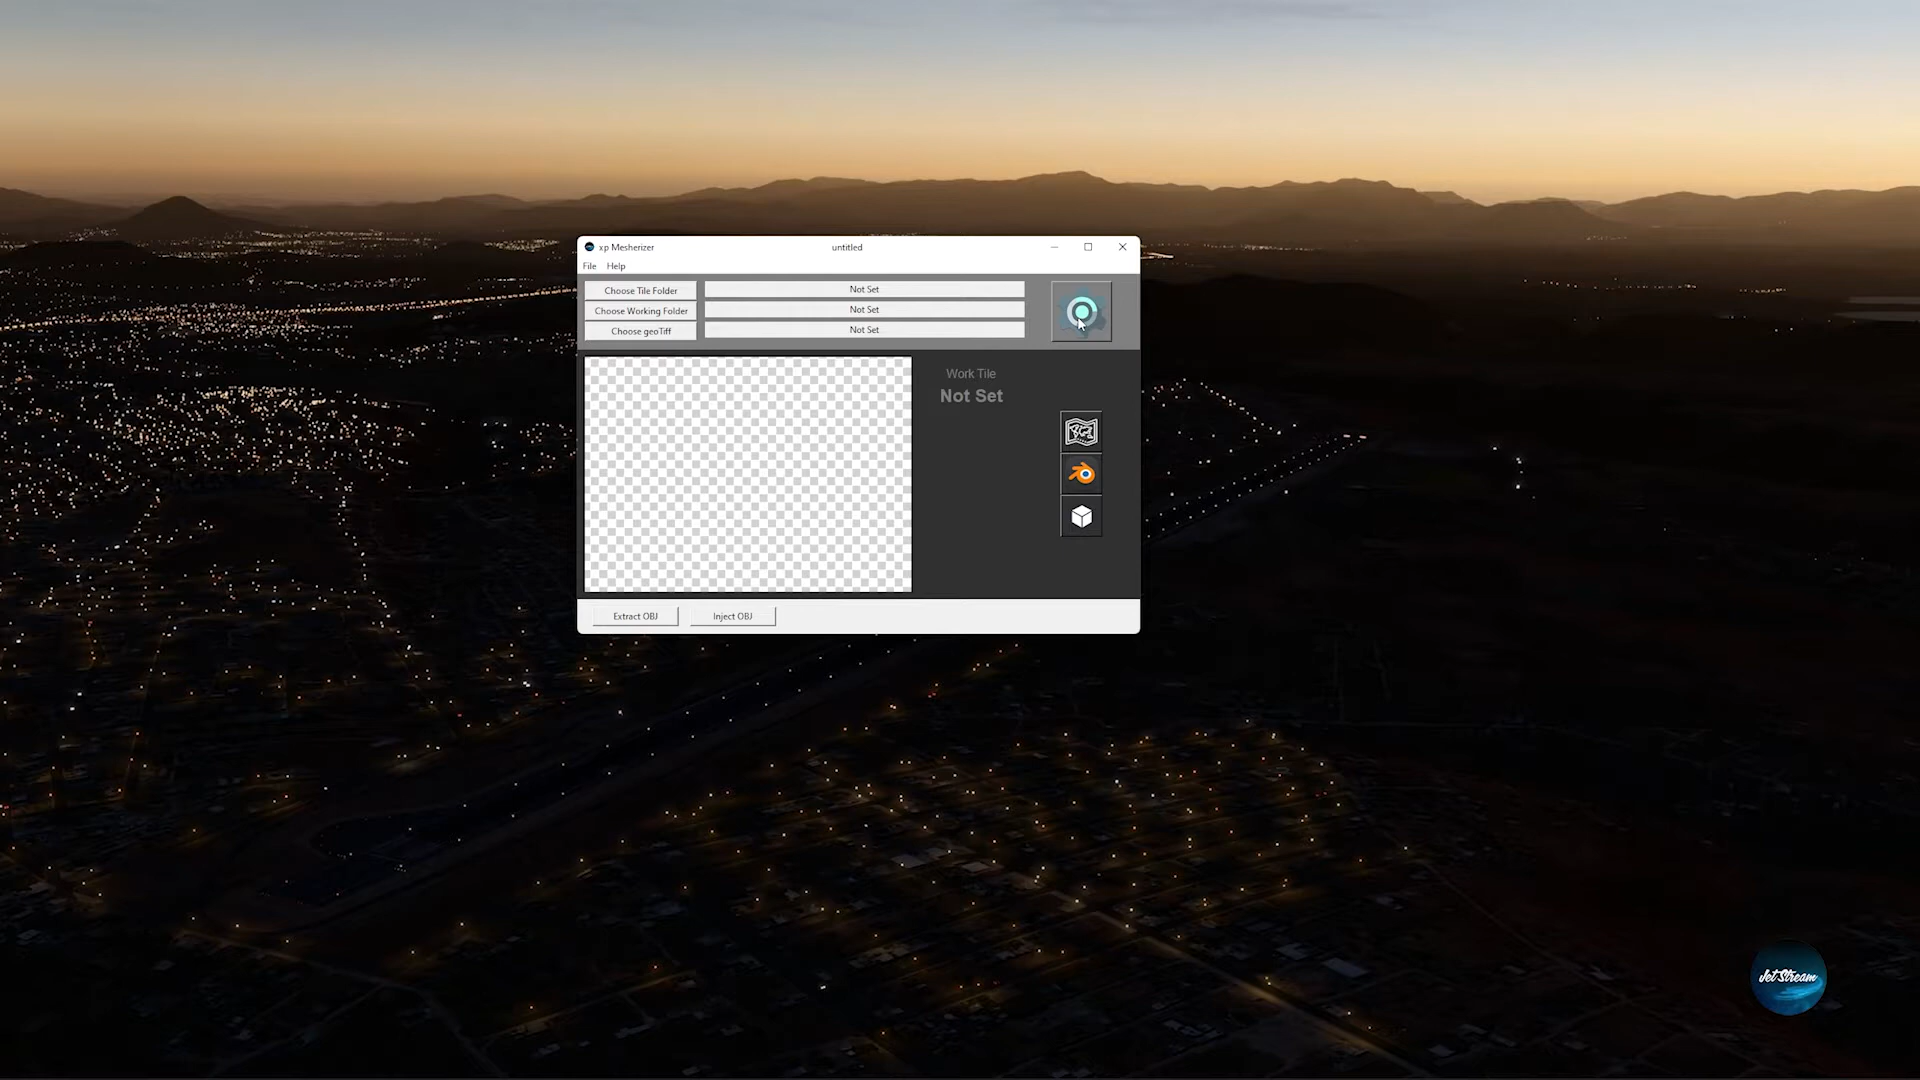 xp Mesherizer
untitled
File Help
Choose Tile Folder
Not Set
Choose Working Folder
Not Set
Choose geoTiff
Not Set
Work Tile
Not Set
Extract OBJ
Inject OBJ
Jet Stream